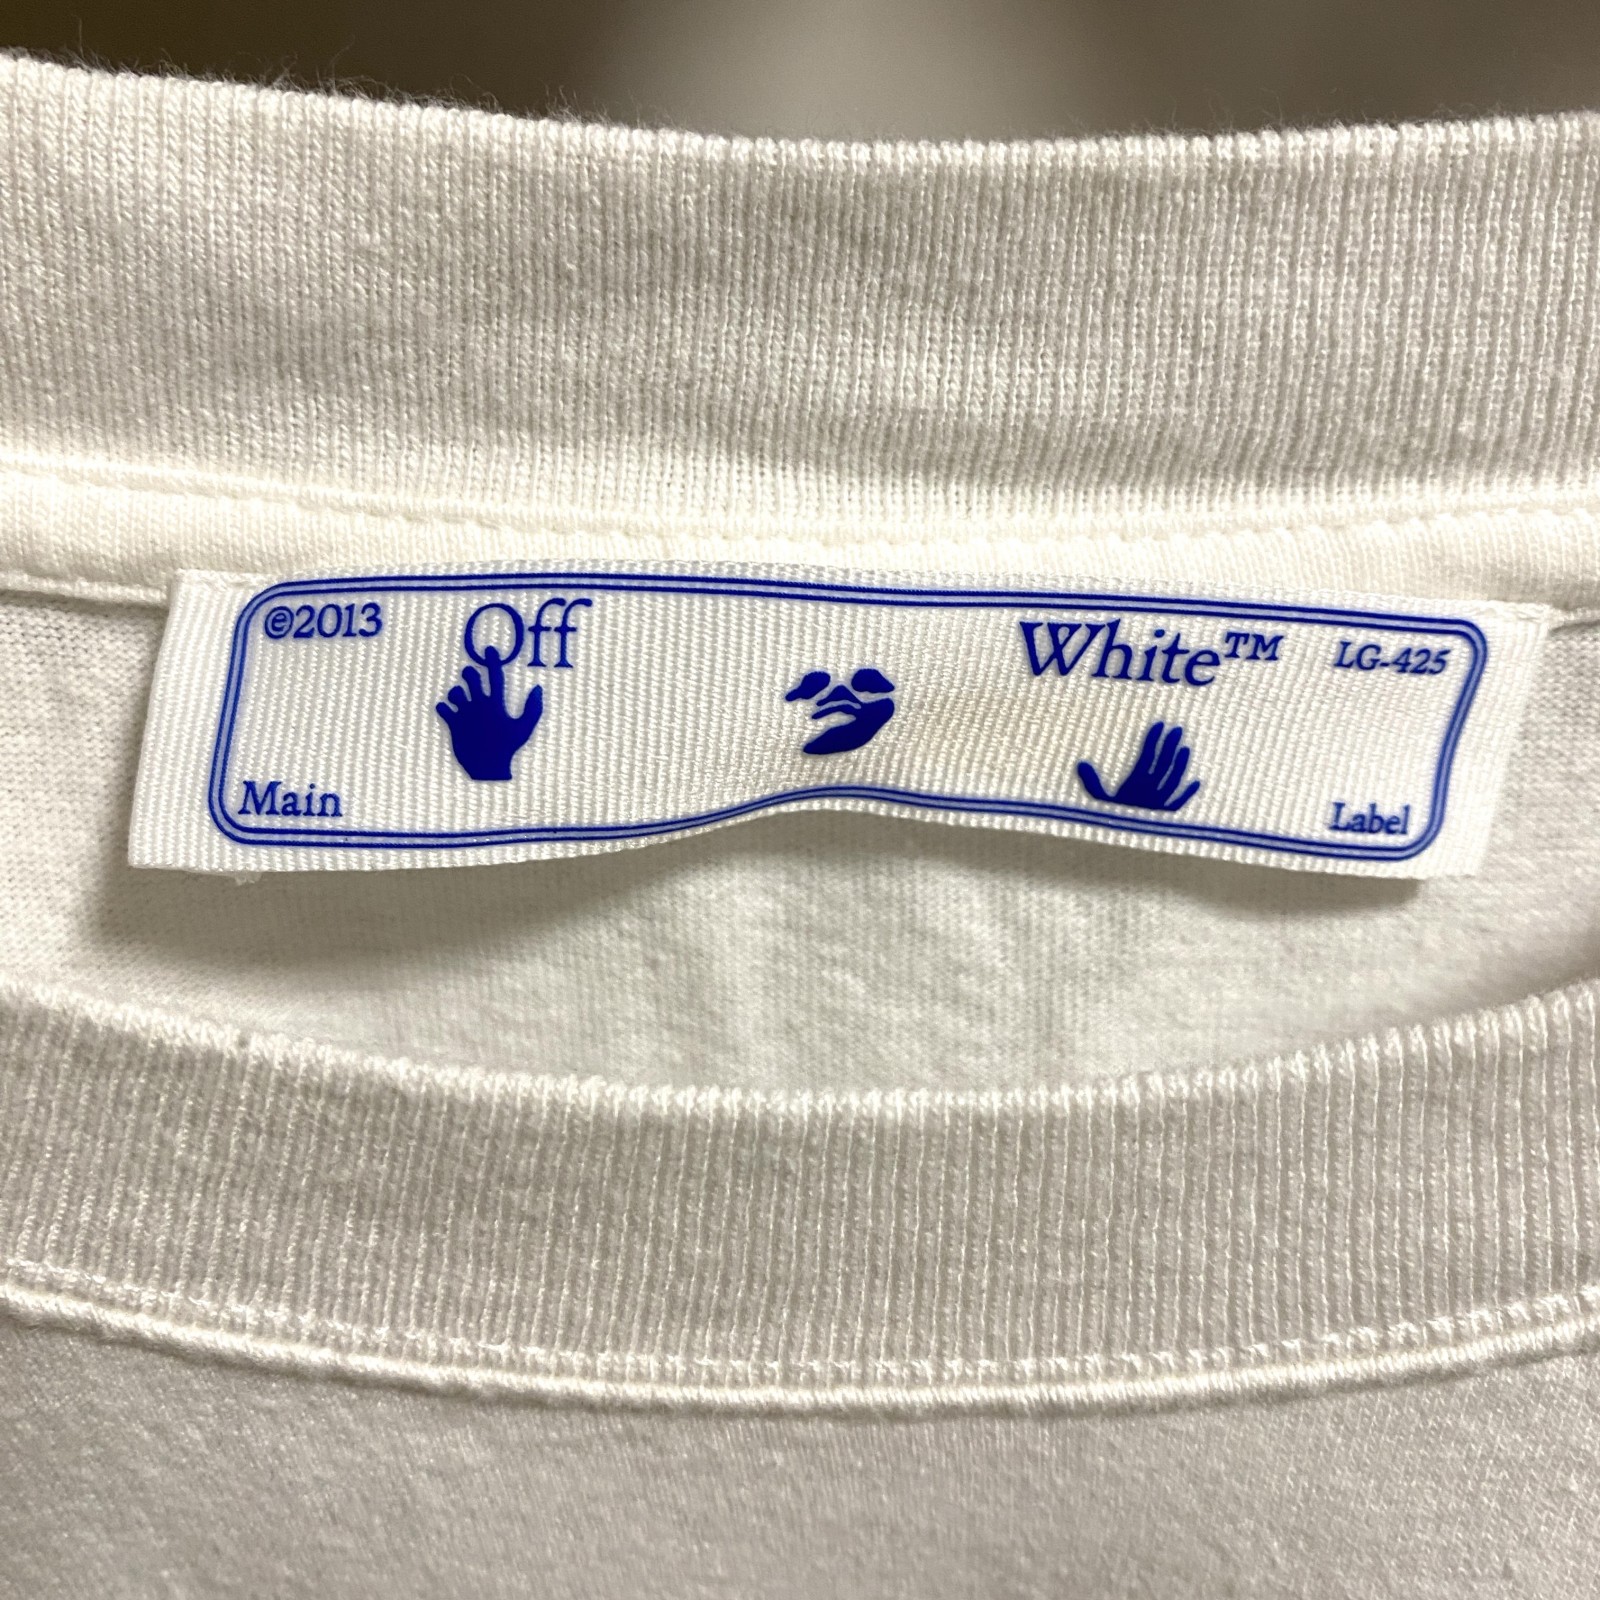 ©2013 Off White™ LG-425
Main Label